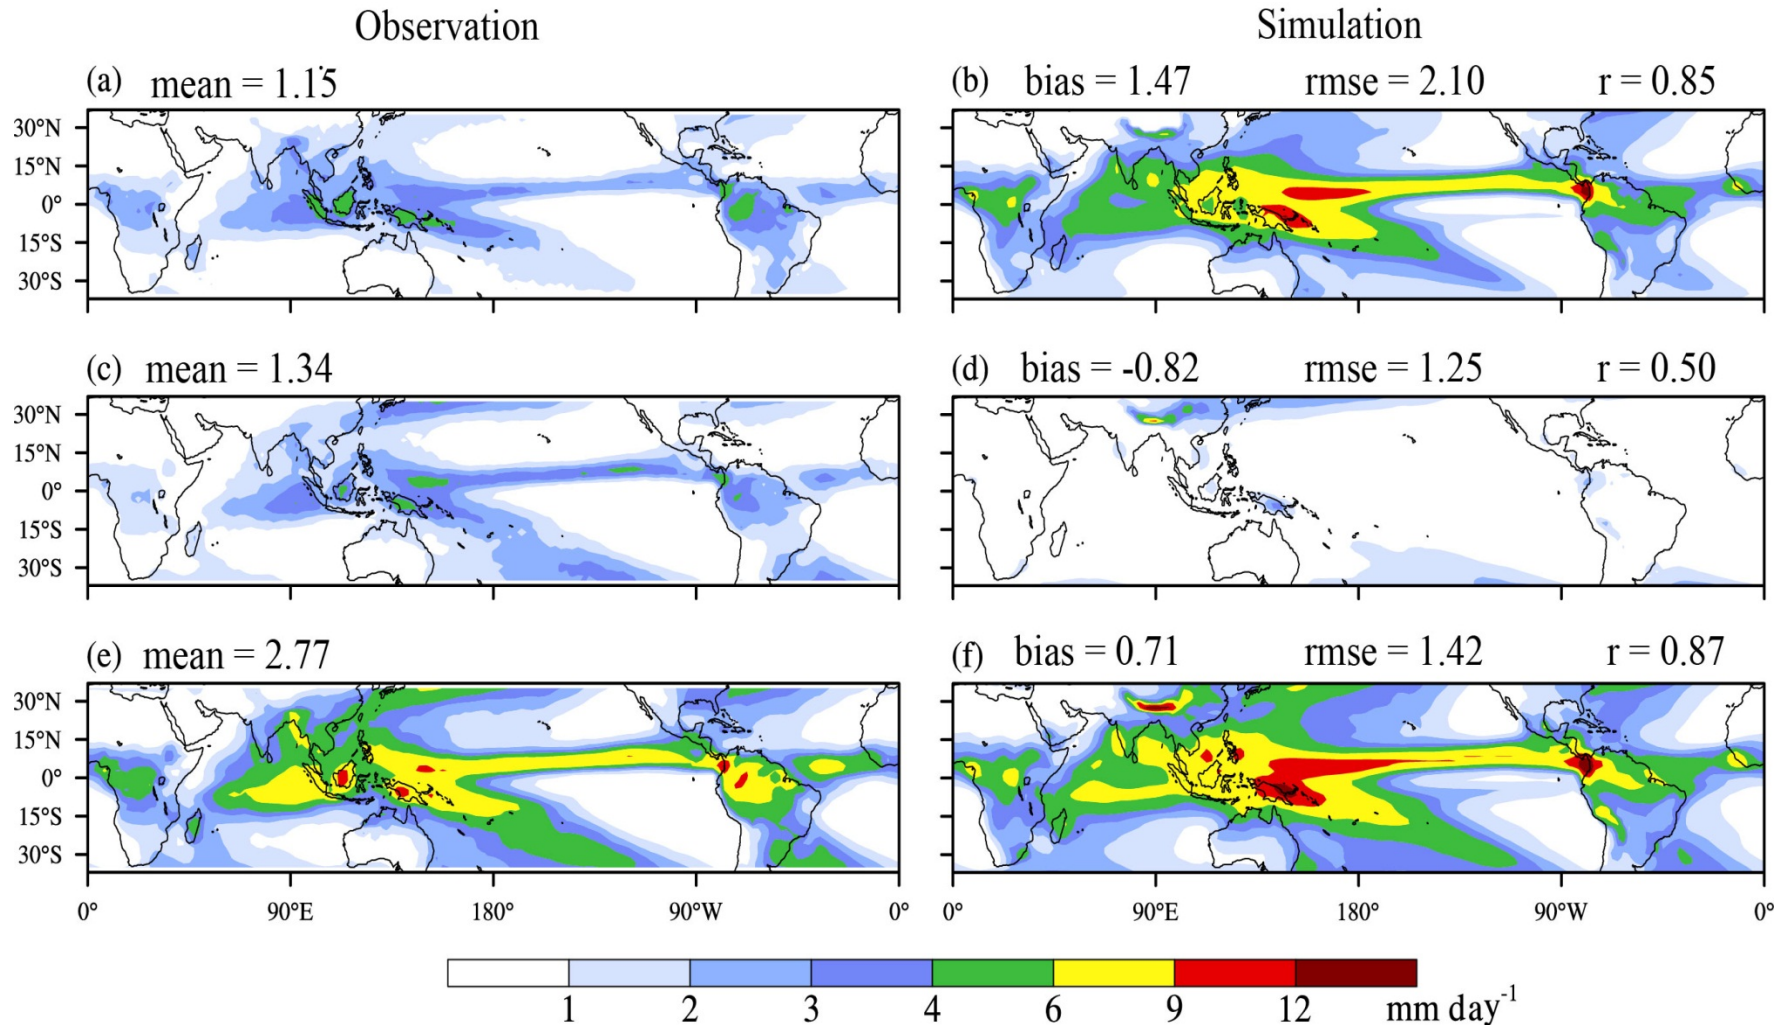 Observation Simulation
(a) mean = 1.15 (b) bias = 1.47 rmse = 2.10 r = 0.85
30°N
15°N
0°
15°S
30°S
(c) mean = 1.34 (d) bias = -0.82 rmse = 1.25 r = 0.50
30°N
15°N
0°
15°S
30°S
(e) mean = 2.77 (f) bias = 0.71 rmse = 1.42 r = 0.87
30°N
15°N
0°
15°S
30°S
0° 90°E 180° 90°W 0° 90°E 180° 90°W 0°
1 2 3 4 6 9 12 mm day⁻¹